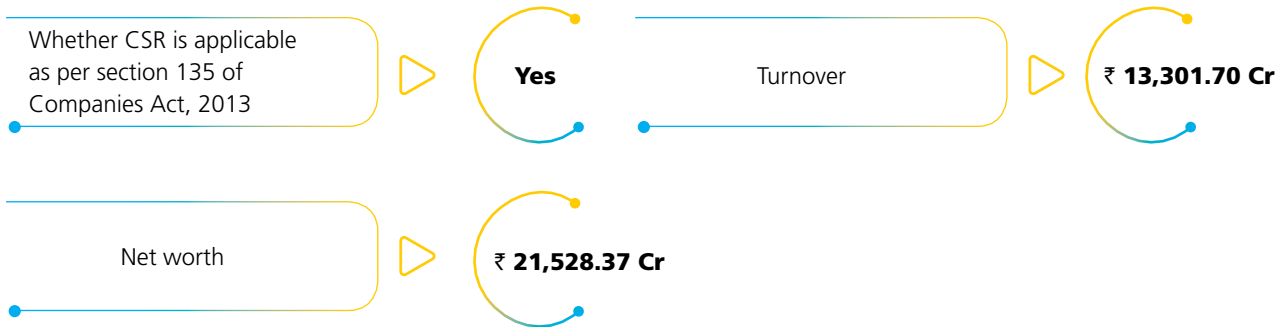 Whether CSR is applicable
as per section 135 of
Companies Act, 2013
Yes
Turnover
₹ 13,301.70 Cr
Net worth
₹ 21,528.37 Cr